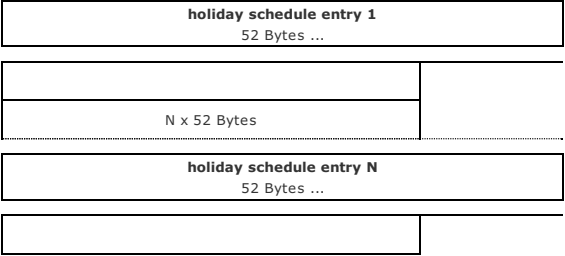 holiday schedule entry 1
52 Bytes ...
N x 52 Bytes
holiday schedule entry N
52 Bytes ...